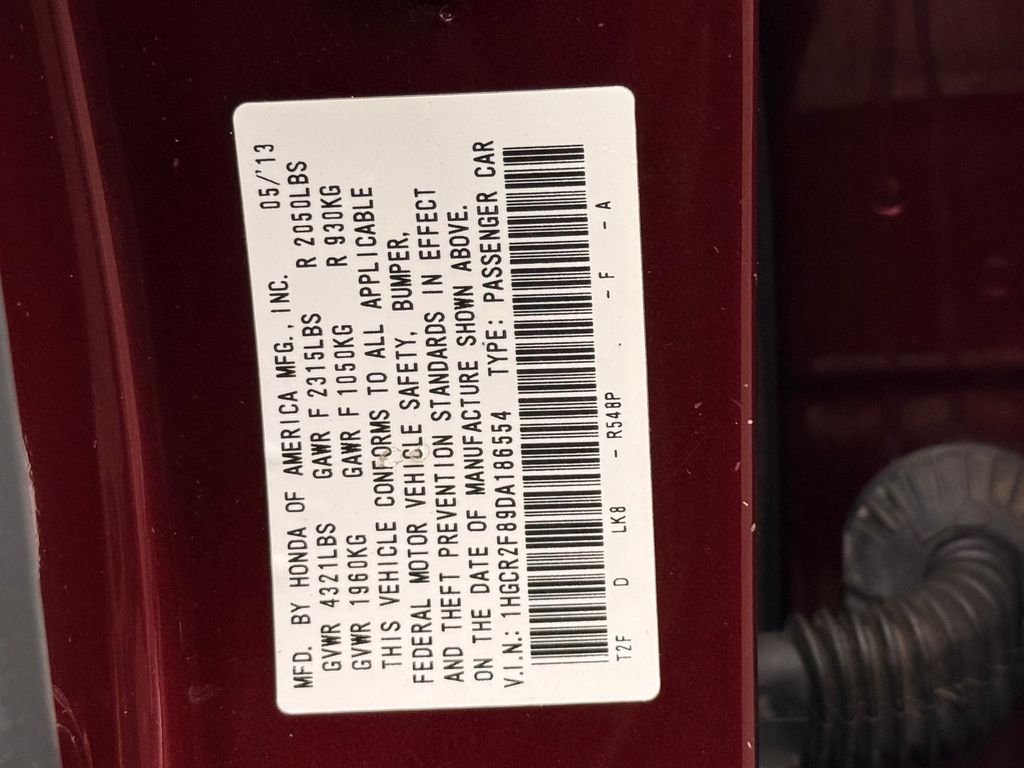 MFD. BY HONDA OF AMERICA MFG., INC. 05/'13
GVWR 4321LBS GAWR F 2315LBS R 2050LBS
GVWR 1960KG GAWR F 1050KG R 930KG
THIS VEHICLE CONFORMS TO ALL APPLICABLE
FEDERAL MOTOR VEHICLE SAFETY, BUMPER,
AND THEFT PREVENTION STANDARDS IN EFFECT
ON THE DATE OF MANUFACTURE SHOWN ABOVE.
V.I.N.: 1HGCR2F89DA186554 TYPE: PASSENGER CAR
T2F D LK8 - R548P - F - A